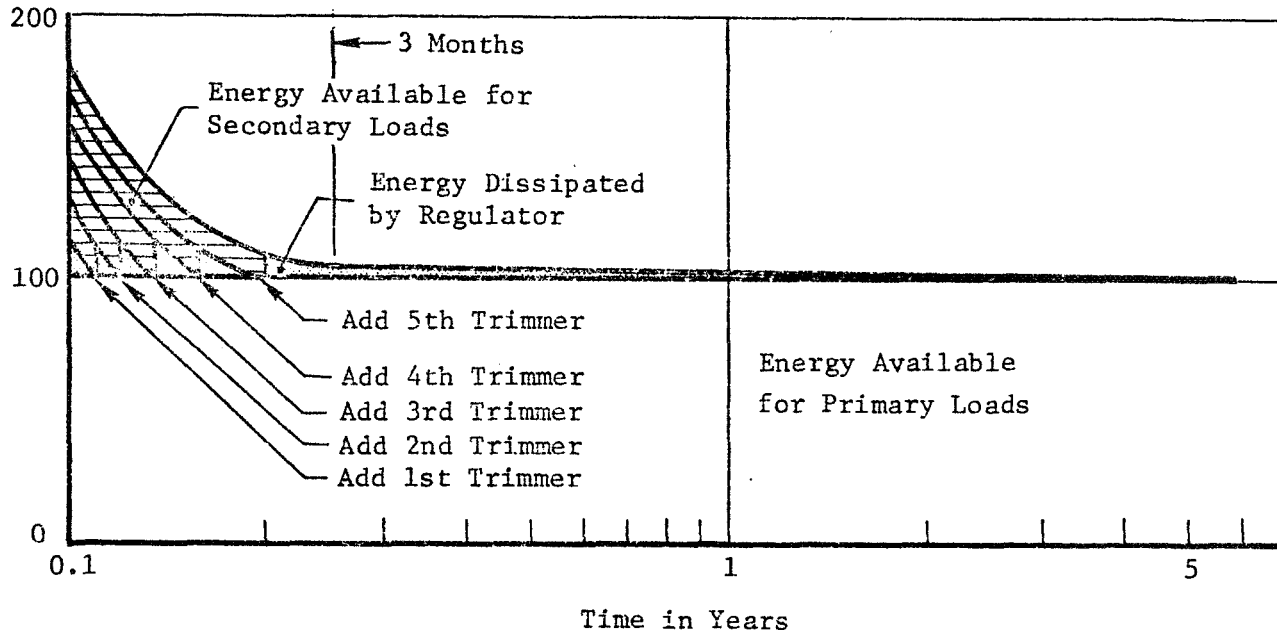 200
3 Months
Energy Available for
Secondary Loads
Energy Dissipated
by Regulator
100
Add 5th Trimmer
Add 4th Trimmer
Add 3rd Trimmer
Add 2nd Trimmer
Add 1st Trimmer
Energy Available
for Primary Loads
0
0.1
1
5
Time in Years